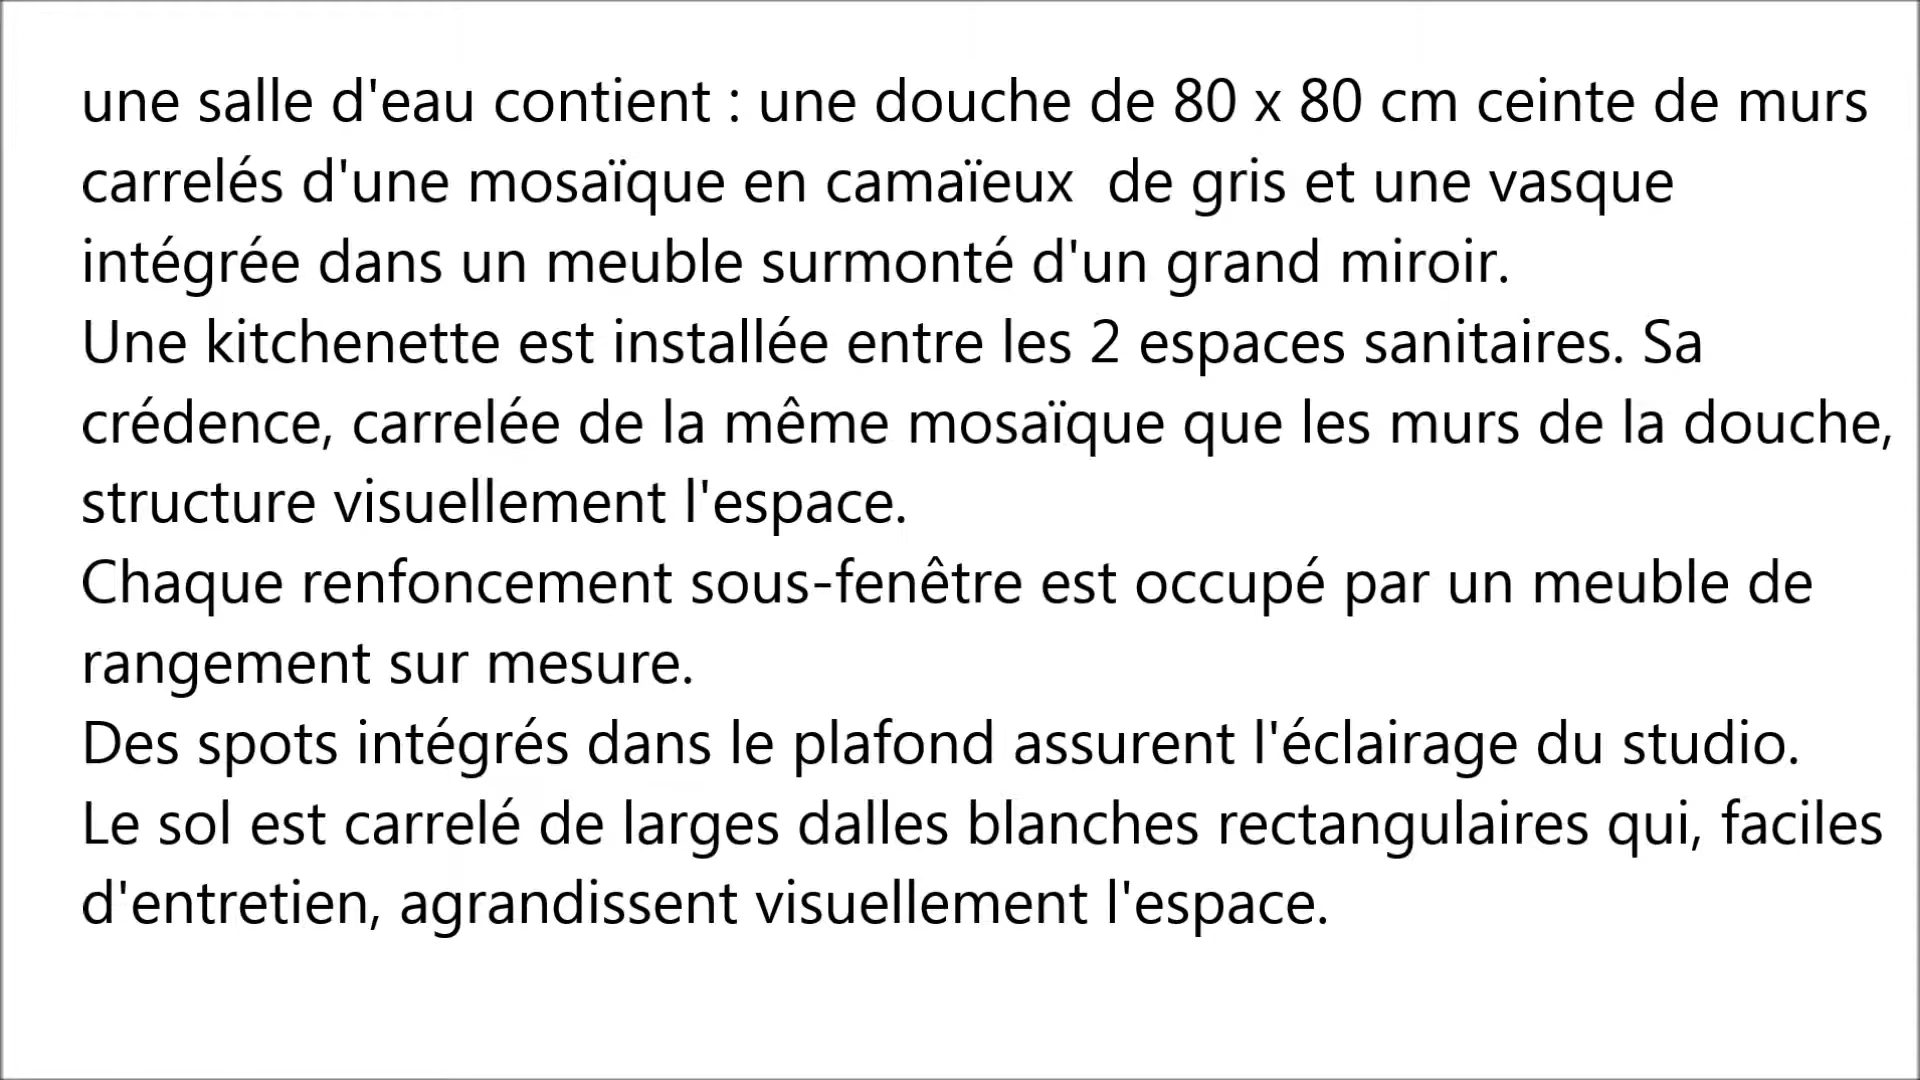 une salle d'eau contient : une douche de 80 x 80 cm ceinte de murs
carrelés d'une mosaïque en camaïeux  de gris et une vasque
intégrée dans un meuble surmonté d'un grand miroir.
Une kitchenette est installée entre les 2 espaces sanitaires. Sa
crédence, carrelée de la même mosaïque que les murs de la douche,
structure visuellement l'espace.
Chaque renfoncement sous-fenêtre est occupé par un meuble de
rangement sur mesure.
Des spots intégrés dans le plafond assurent l'éclairage du studio.
Le sol est carrelé de larges dalles blanches rectangulaires qui, faciles
d'entretien, agrandissent visuellement l'espace.